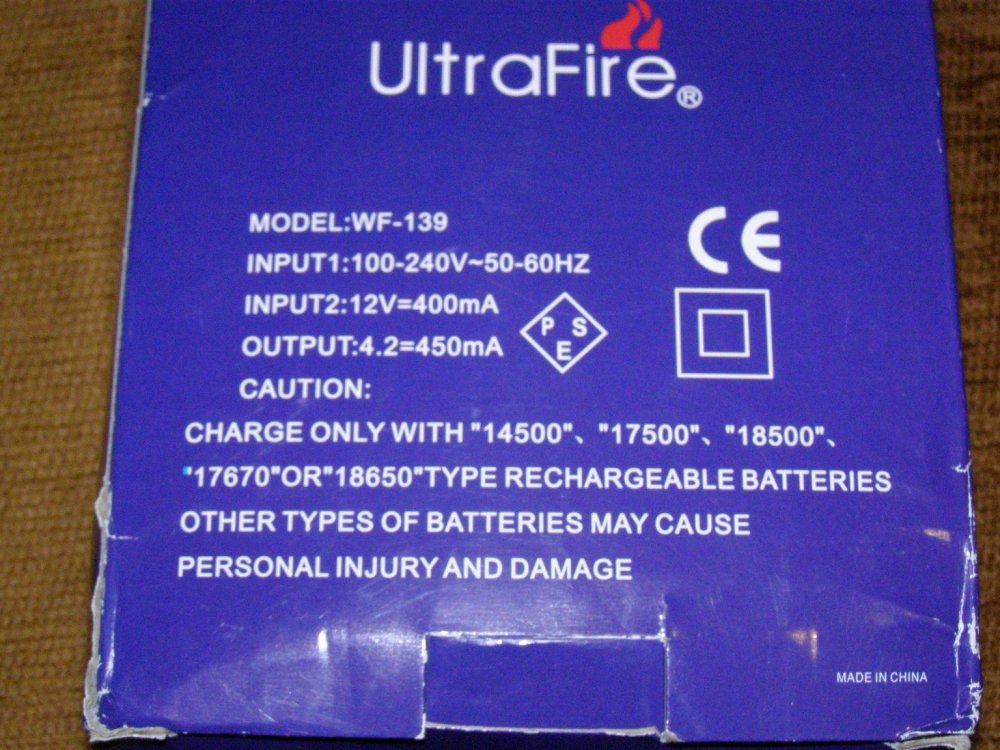 UltraFire®
MODEL:WF-139
INPUT1:100-240V~50-60HZ
INPUT2:12V=400mA
OUTPUT:4.2=450mA
CE
P S E
CAUTION:
CHARGE ONLY WITH "14500"、"17500"、"18500"、
"17670"OR"18650"TYPE RECHARGEABLE BATTERIES
OTHER TYPES OF BATTERIES MAY CAUSE
PERSONAL INJURY AND DAMAGE
MADE IN CHINA